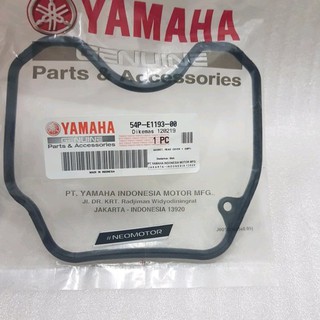 YAMAHA
GENUINE
Parts & Accessories
YAMAHA
GENUINE
Parts & Accessories
54P-E1193-00
Dikemas 120219
1 PC
PT. YAMAHA INDONESIA MOTOR MFG.
JL. DR. KRT. Radjiman Widyodiningrat
JAKARTA - INDONESIA 13920
#NEOMOTOR